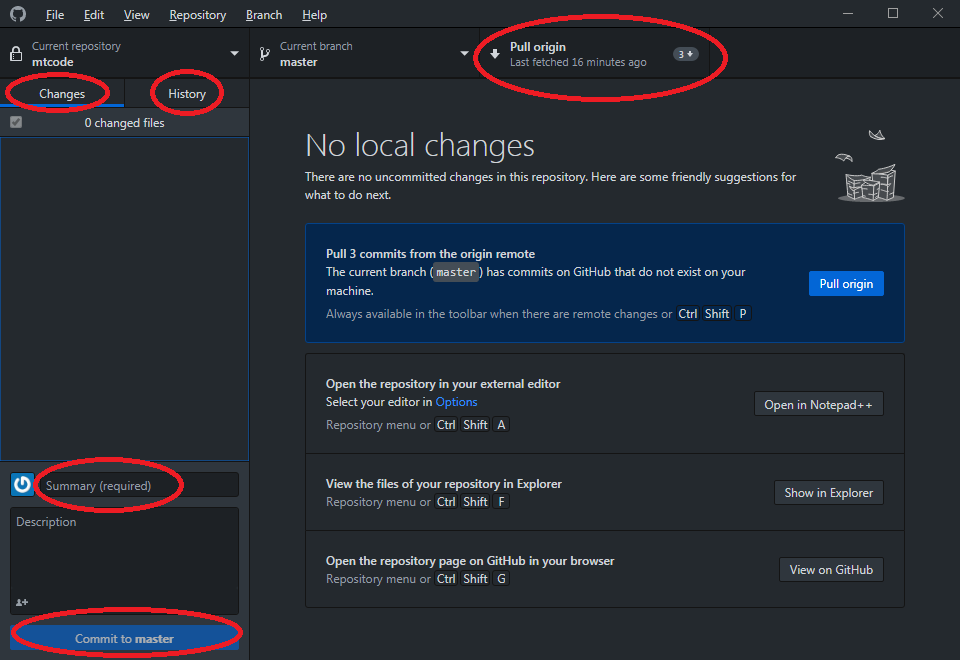 File Edit View Repository Branch Help
Current repository
mtcode
Current branch
master
Pull origin
Last fetched 16 minutes ago
3
Changes
History
0 changed files
No local changes
There are no uncommitted changes in this repository. Here are some friendly suggestions for
what to do next.
Pull 3 commits from the origin remote
The current branch (master) has commits on GitHub that do not exist on your
machine.
Always available in the toolbar when there are remote changes or Ctrl Shift P
Pull origin
Open the repository in your external editor
Select your editor in Options
Repository menu or Ctrl Shift A
Open in Notepad++
View the files of your repository in Explorer
Repository menu or Ctrl Shift F
Show in Explorer
Open the repository page on GitHub in your browser
Repository menu or Ctrl Shift G
View on GitHub
Summary (required)
Description
Commit to master